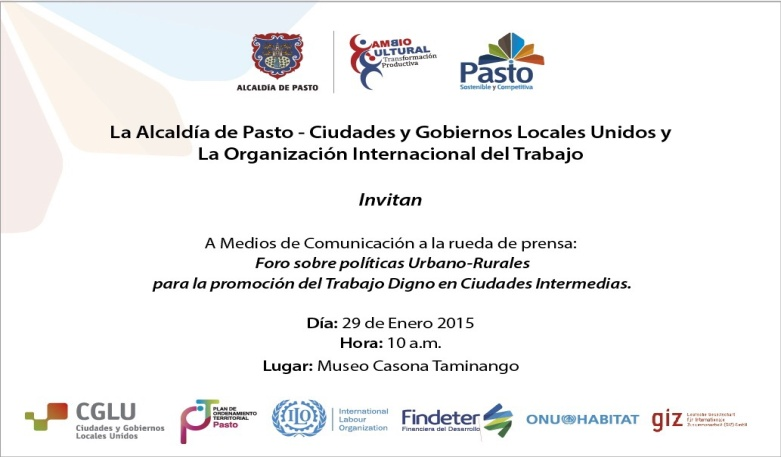 ALCALDÍA DE PASTO
CAMBIO
CULTURAL
Transformación
Productiva
Pasto
Sostenible y Competitiva
La Alcaldía de Pasto - Ciudades y Gobiernos Locales Unidos y
La Organización Internacional del Trabajo
Invitan
A Medios de Comunicación a la rueda de prensa:
Foro sobre políticas Urbano-Rurales
para la promoción del Trabajo Digno en Ciudades Intermedias.
Día: 29 de Enero 2015
Hora: 10 a.m.
Lugar: Museo Casona Taminango
CGLU
Ciudades y Gobiernos
Locales Unidos
PLAN DE
ORDENAMIENTO
TERRITORIAL
Pasto
ILO
International
Labour
Organization
Findeter
Financiera del Desarrollo
ONU HABITAT
giz